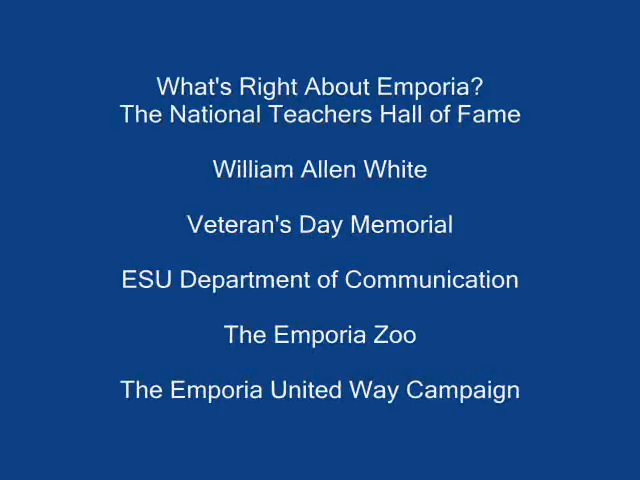 What's Right About Emporia?
The National Teachers Hall of Fame
William Allen White
Veteran's Day Memorial
ESU Department of Communication
The Emporia Zoo
The Emporia United Way Campaign